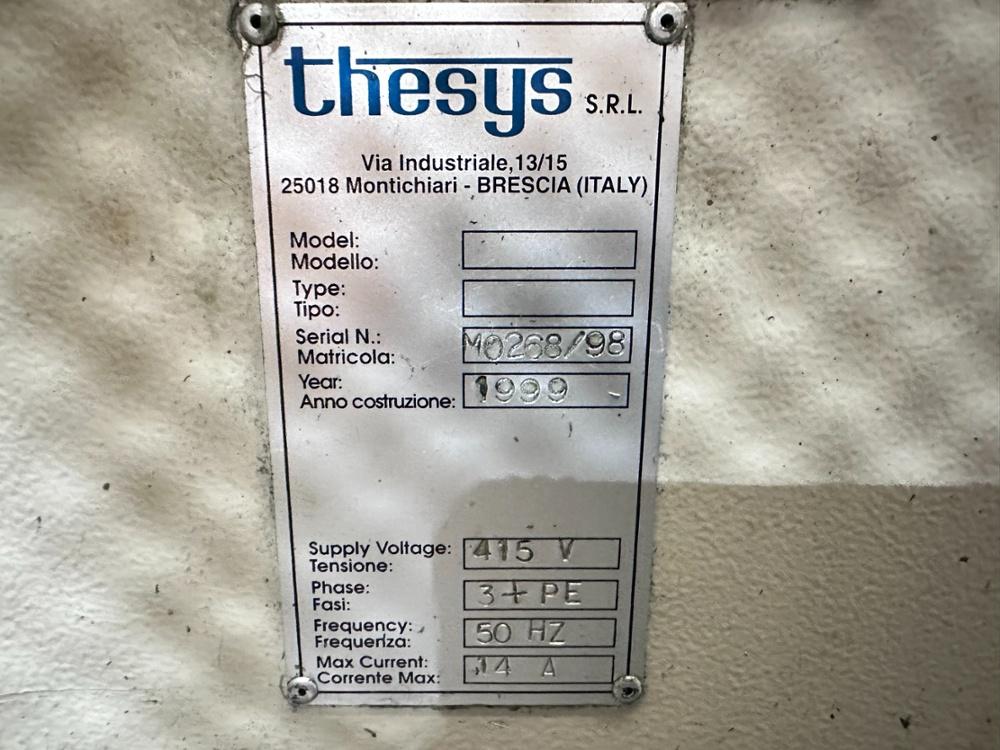 thesys S.R.L.
Via Industriale,13/15
25018 Montichiari - BRESCIA (ITALY)
Model:
Modello:
Type:
Tipo:
Serial N.: M0268/98
Matricola:
Year: 1999
Anno costruzione:
Supply Voltage: 415 V
Tensione:
Phase: 3+PE
Fasi:
Frequency: 50 HZ
Frequenza:
Max Current: 14 A
Corrente Max: